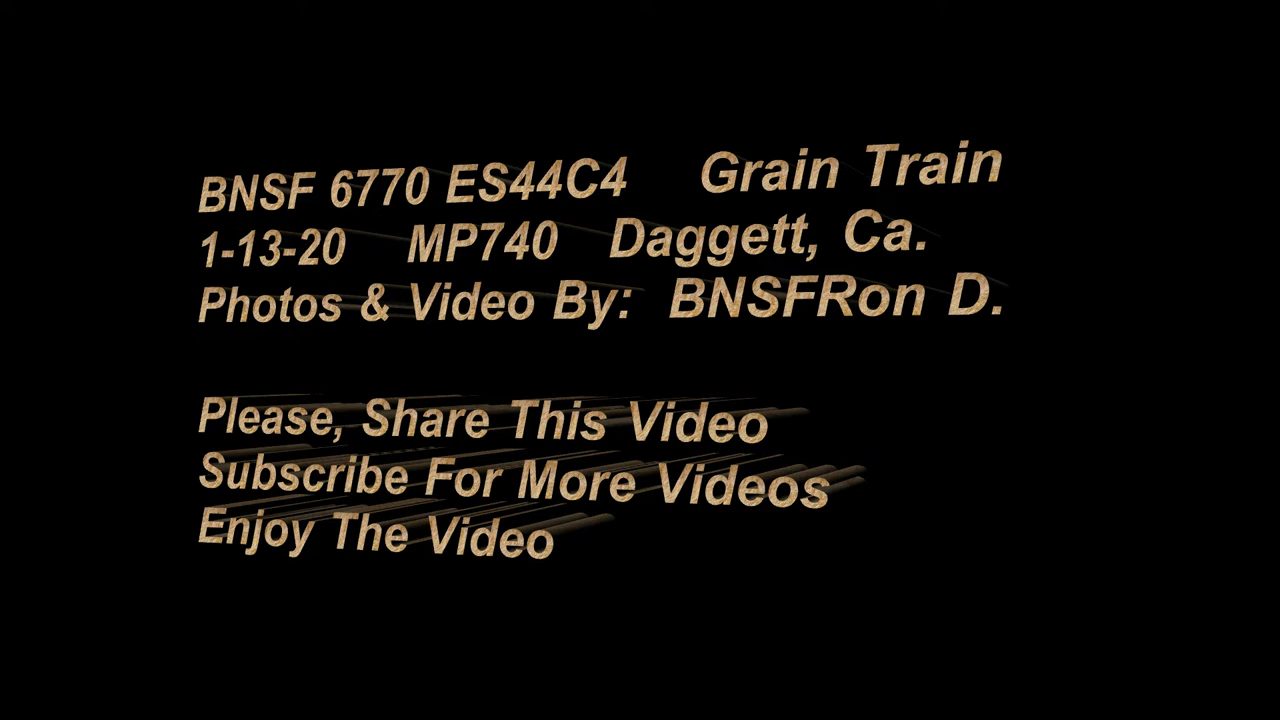 BNSF 6770 ES44C4 Grain Train
1-13-20 MP740 Daggett, Ca.
Photos & Video By: BNSFRon D.
Please, Share This Video
Subscribe For More Videos
Enjoy The Video